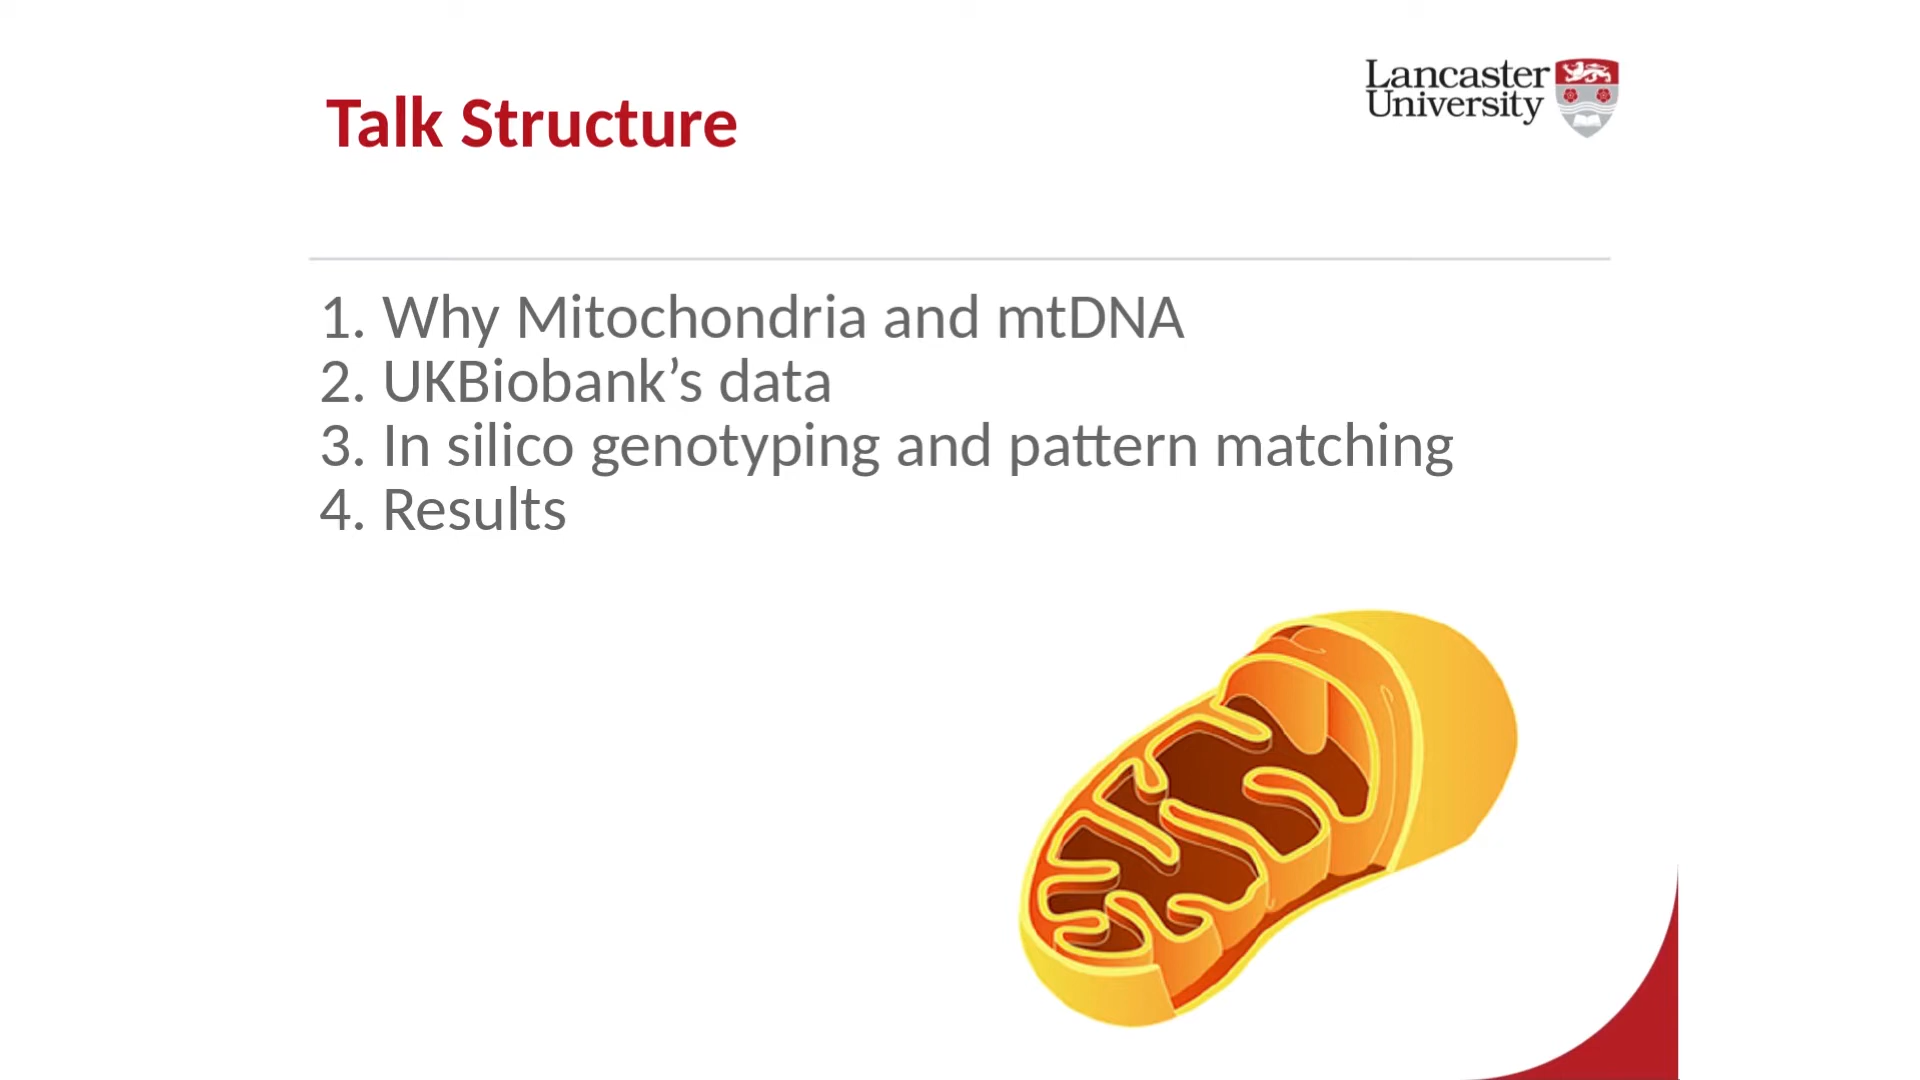 Lancaster
University
Talk Structure
1. Why Mitochondria and mtDNA
2. UKBiobank’s data
3. In silico genotyping and pattern matching
4. Results